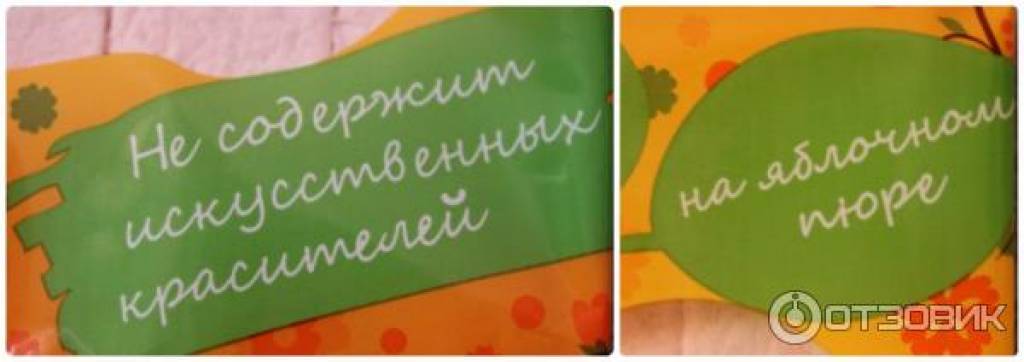 Не содержит
искусственных
красителей
на яблочном
пюре
ОТЗОВИК